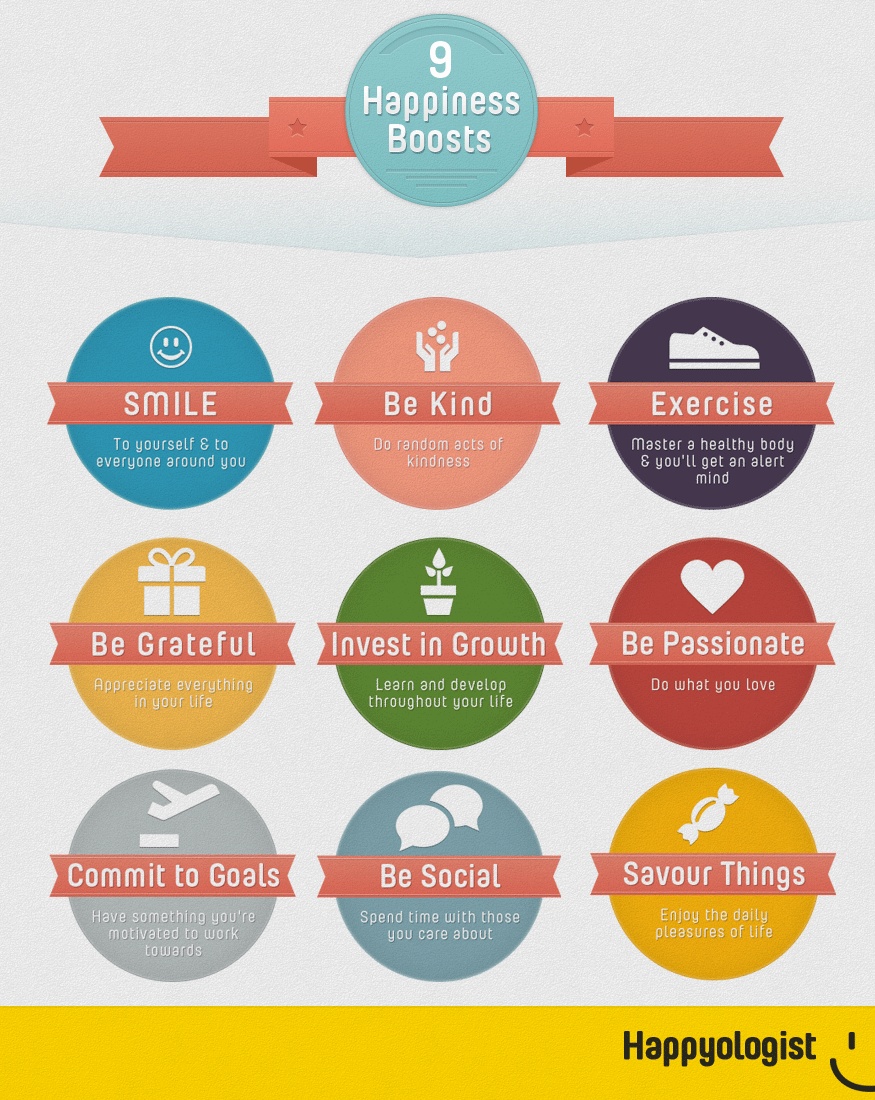 9
Happiness
Boosts
SMILE
To yourself & to
everyone around you
Be Kind
Do random acts of
kindness
Exercise
Master a healthy body
& you'll get an alert
mind
Be Grateful
Appreciate everything
in your life
Invest in Growth
Learn and develop
throughout your life
Be Passionate
Do what you love
Commit to Goals
Have something you're
motivated to work
towards
Be Social
Spend time with those
you care about
Savour Things
Enjoy the daily
pleasures of life
Happyologist